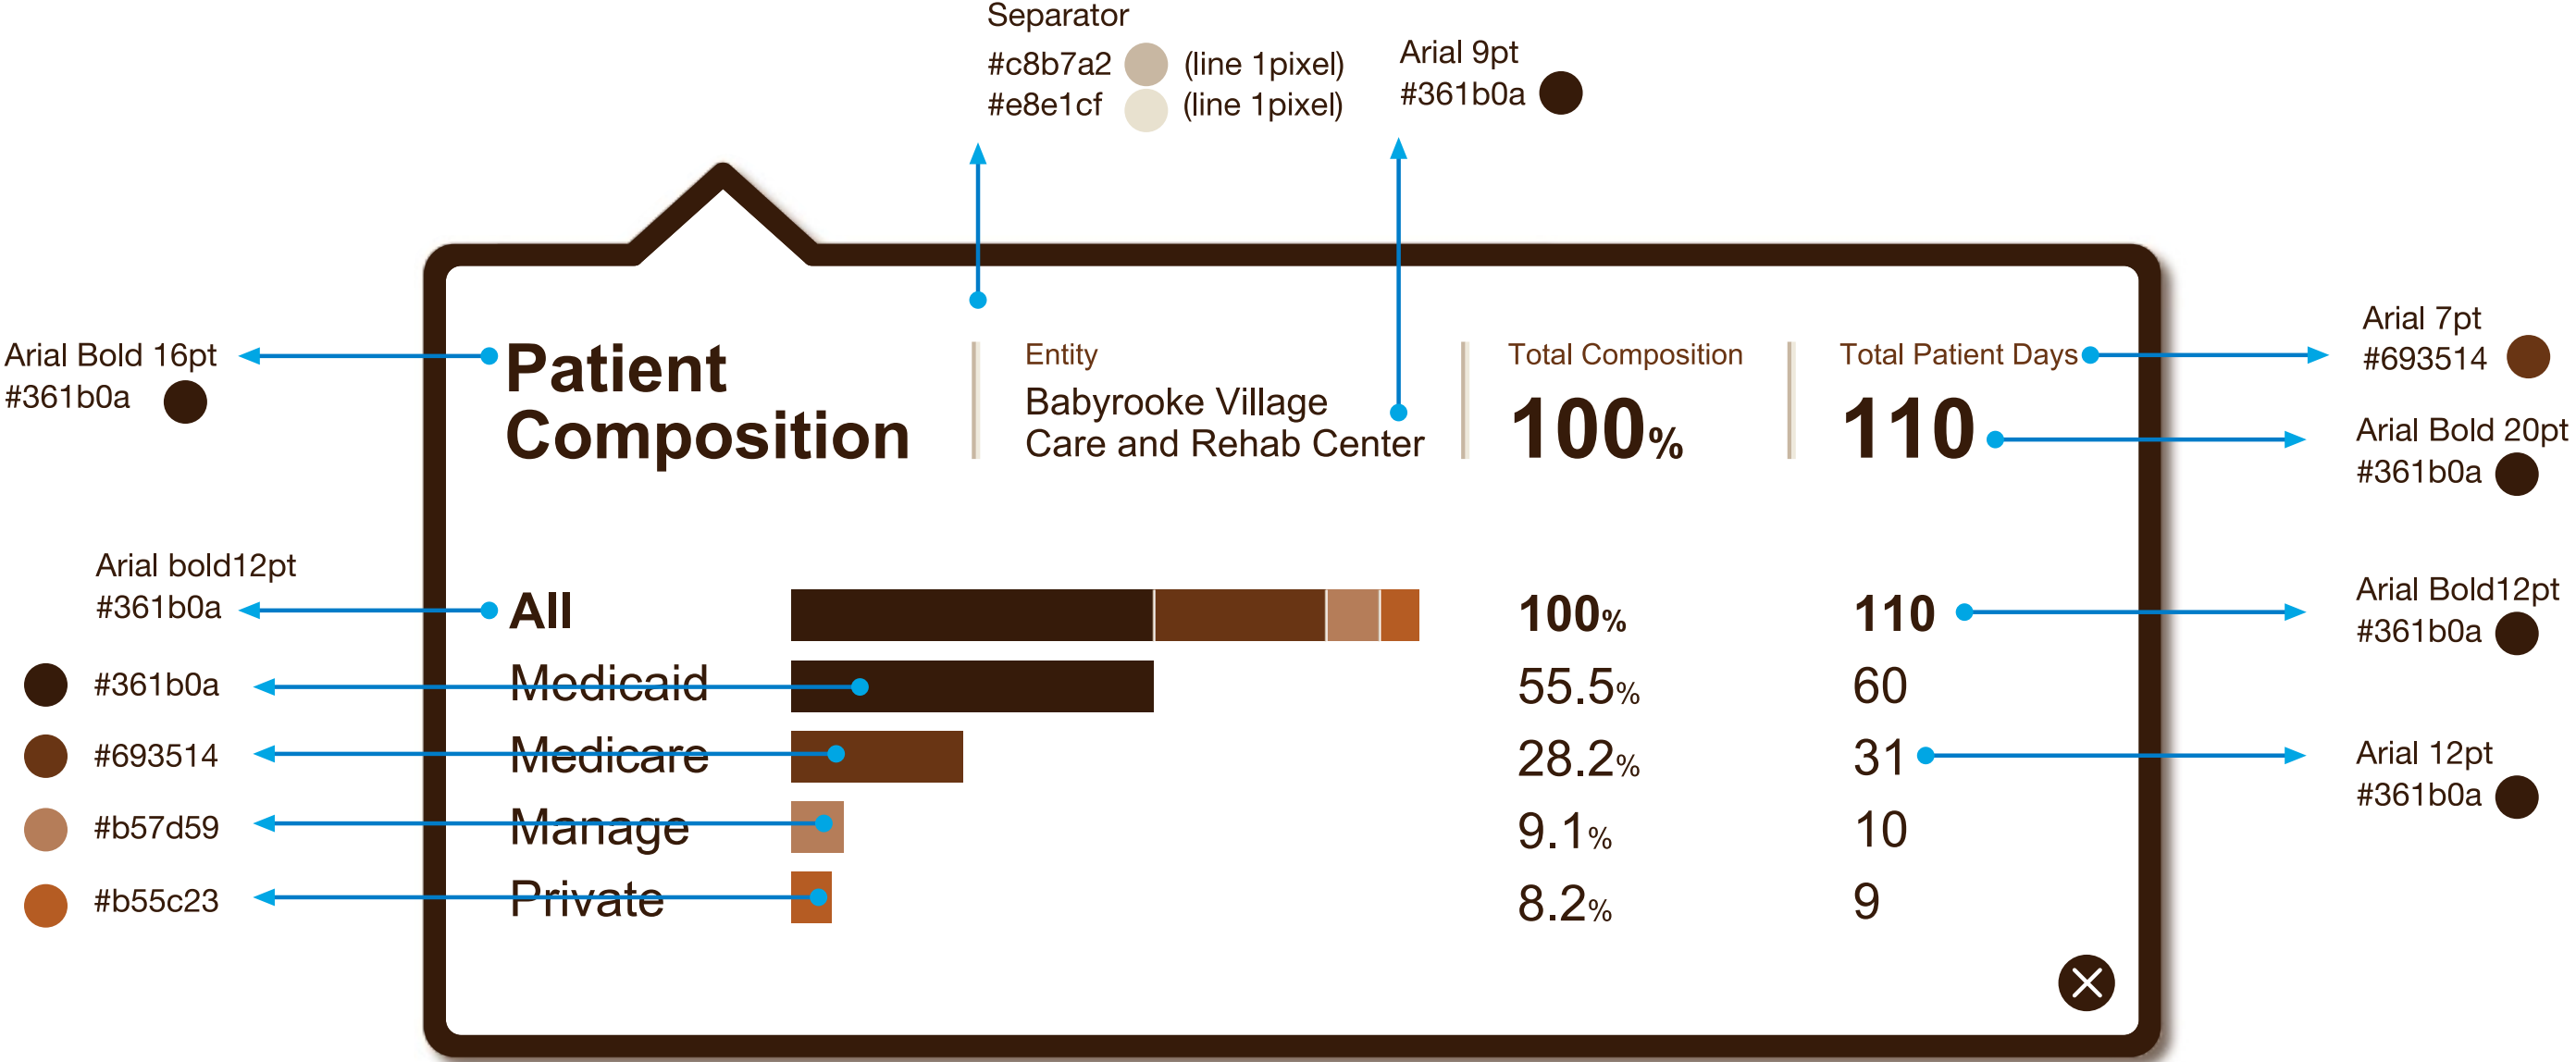 Separator
#c8b7a2 (line 1pixel)
#e8e1cf (line 1pixel)
Arial 9pt
#361b0a
Arial Bold 16pt
#361b0a
Patient
Composition
Entity
Babyrooke Village
Care and Rehab Center
Total Composition
100%
Total Patient Days
110
Arial 7pt
#693514
Arial Bold 20pt
#361b0a
Arial bold12pt
#361b0a
All 100% 110
Arial Bold12pt
#361b0a
#361b0a
Medicaid 55.5% 60
#693514
Medicare 28.2% 31
Arial 12pt
#361b0a
#b57d59
Manage 9.1% 10
#b55c23
Private 8.2% 9